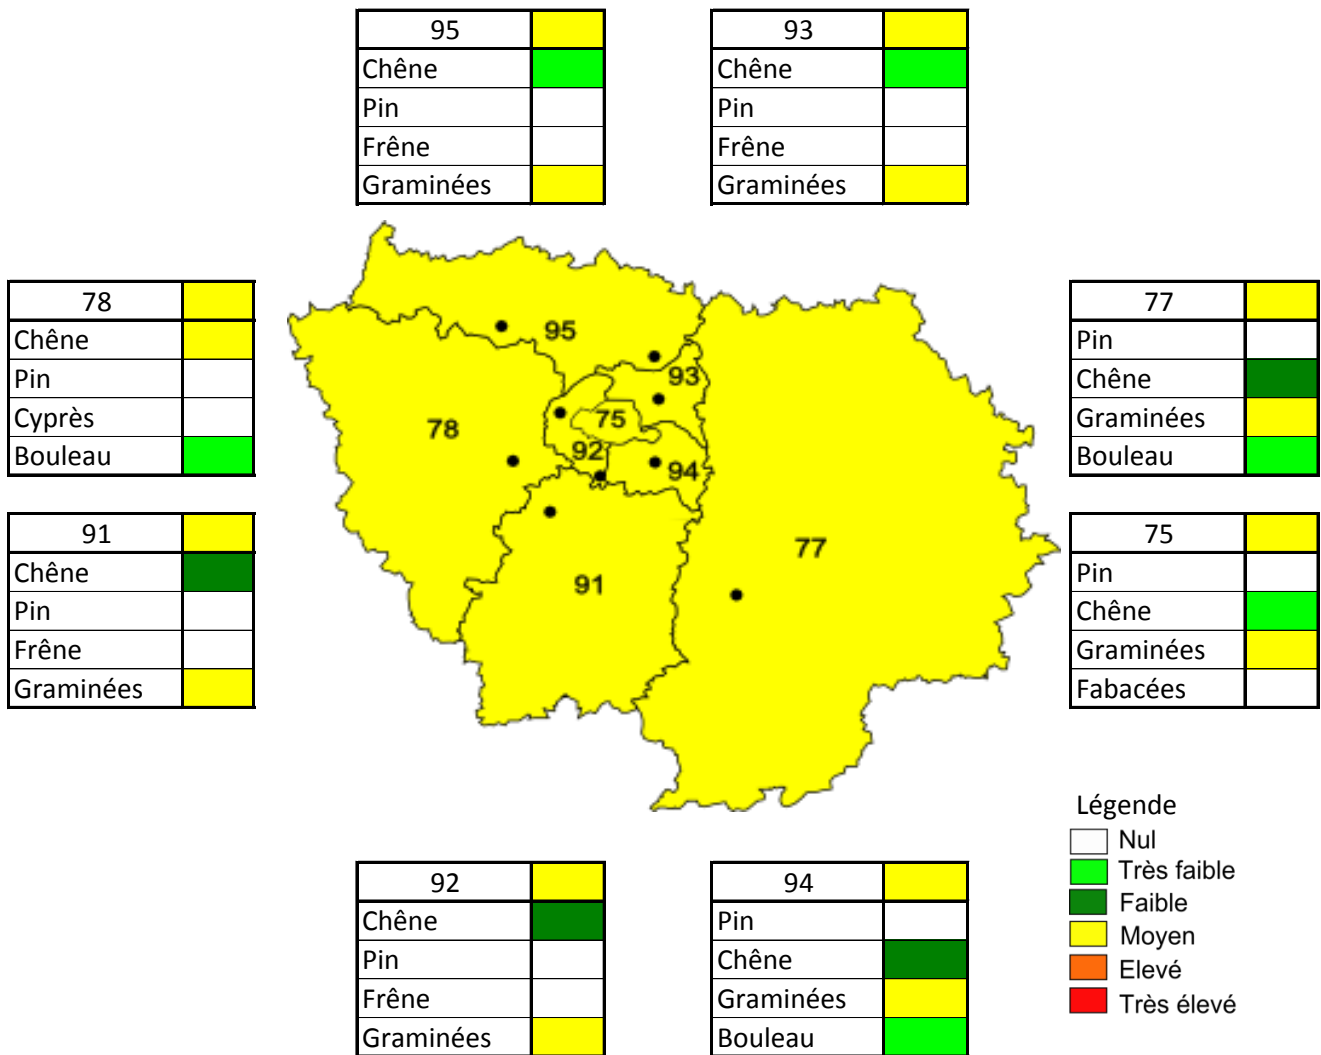 95
Chêne
Pin
Frêne
Graminées
93
Chêne
Pin
Frêne
Graminées
78
Chêne
Pin
Cyprès
Bouleau
91
Chêne
Pin
Frêne
Graminées
95
93
78
75
92
94
77
91
77
Pin
Chêne
Graminées
Bouleau
75
Pin
Chêne
Graminées
Fabacées
92
Chêne
Pin
Frêne
Graminées
94
Pin
Chêne
Graminées
Bouleau
Légende
Nul
Très faible
Faible
Moyen
Elevé
Très élevé